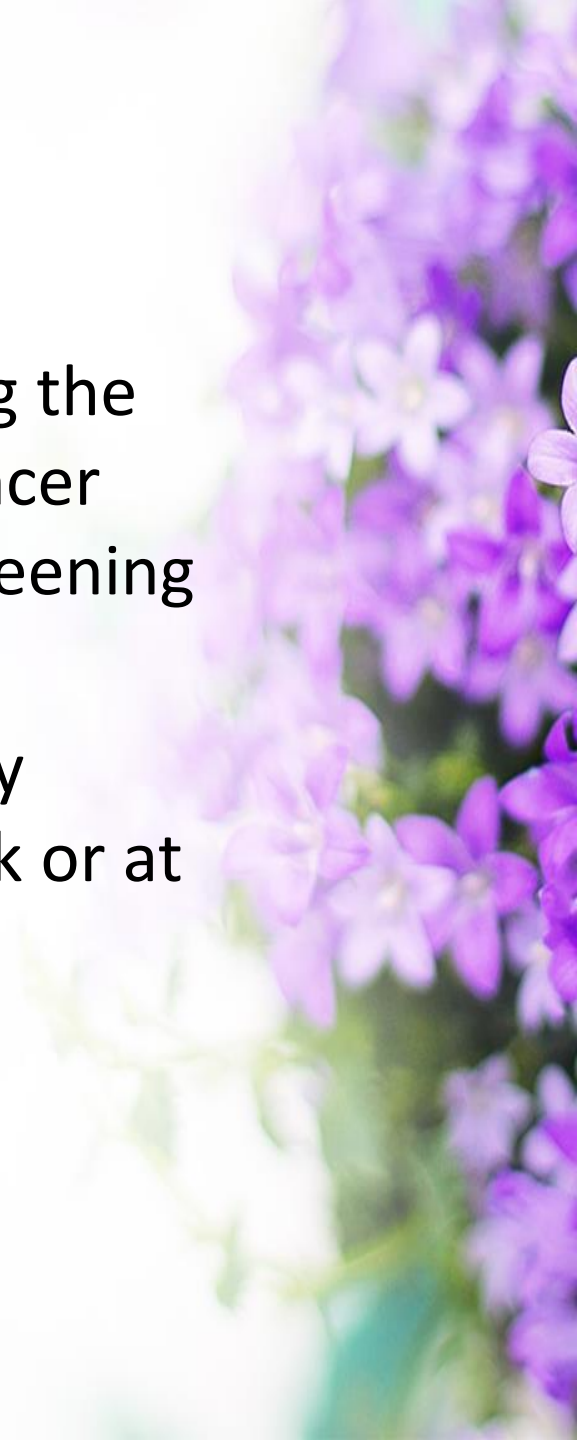 g the
ncer
eening
y
k or at